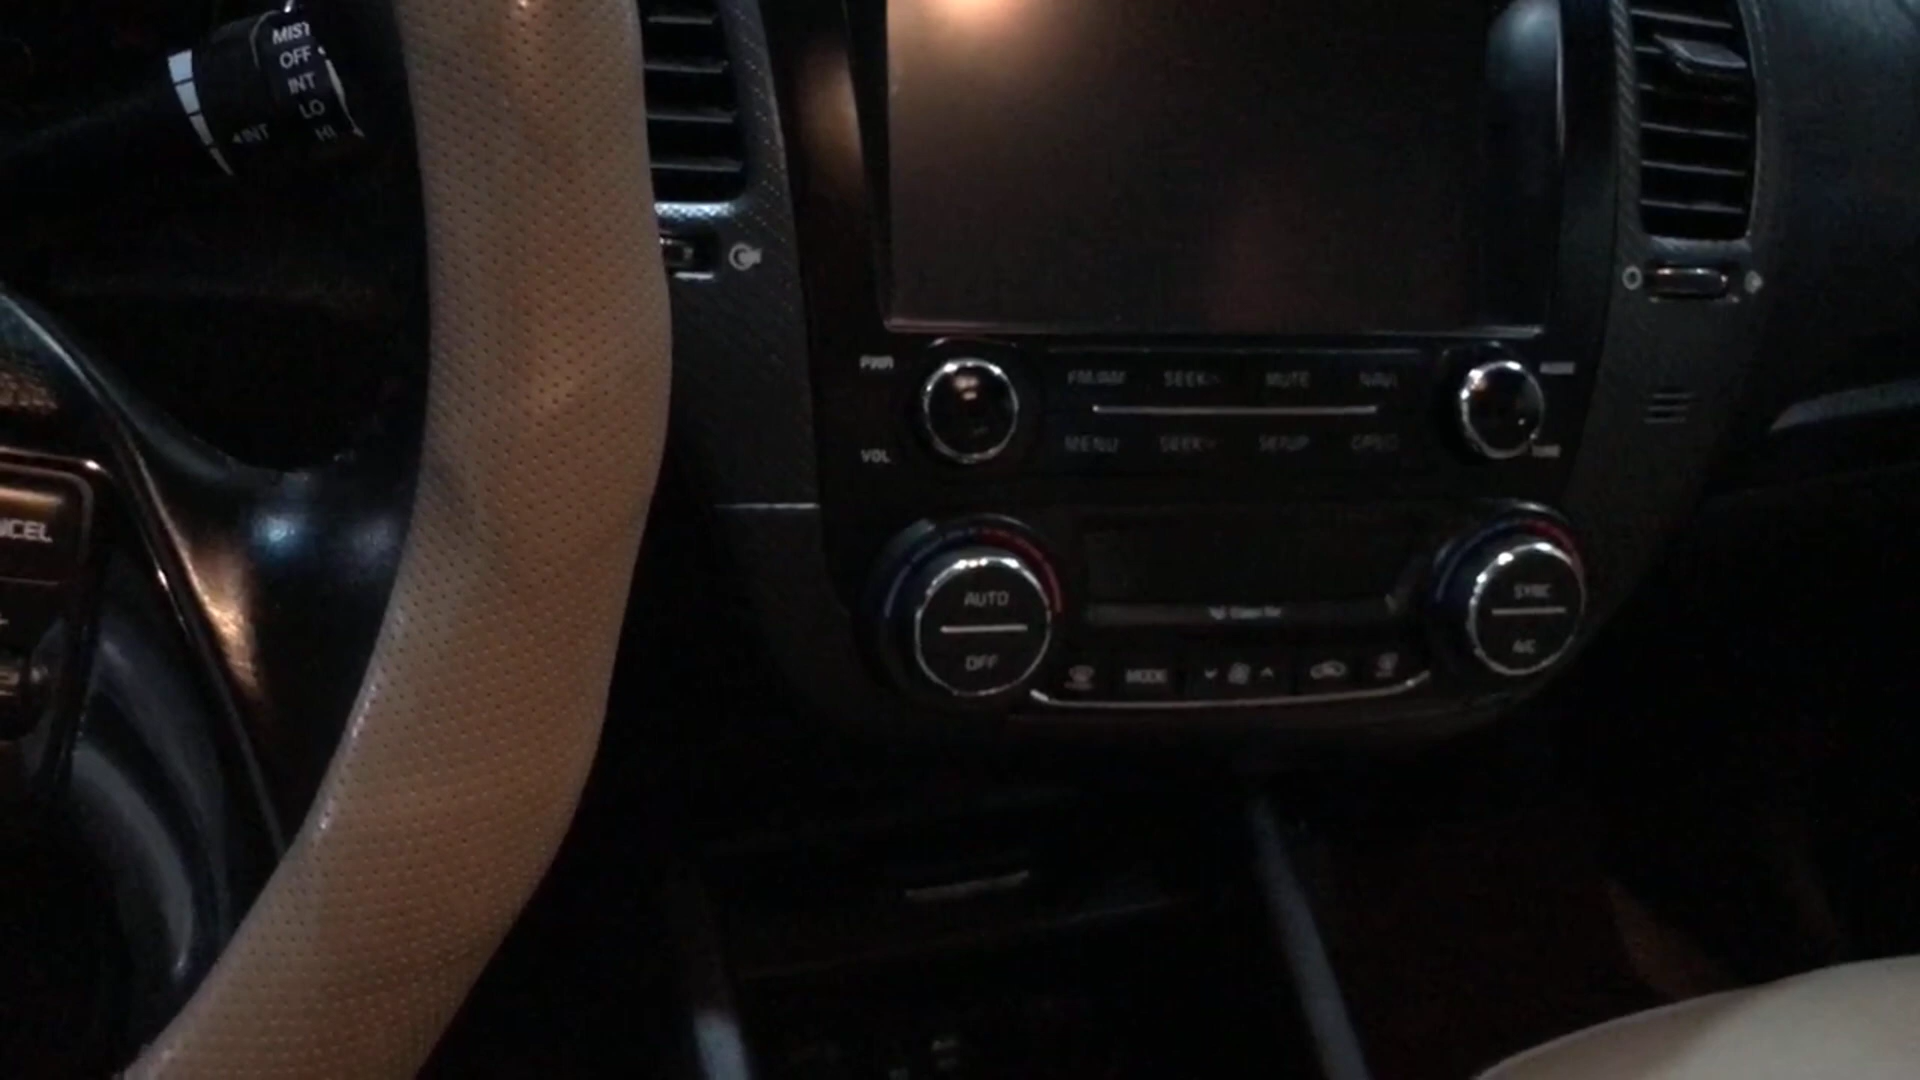 MIST
OFF
INT
LO
INT
HI
NCEL
PWR
FM/AM SEEK MUTE NAVI
VOL
MENU SEEK SETUP
AUTO
OFF
SYNC
A/C
MODE